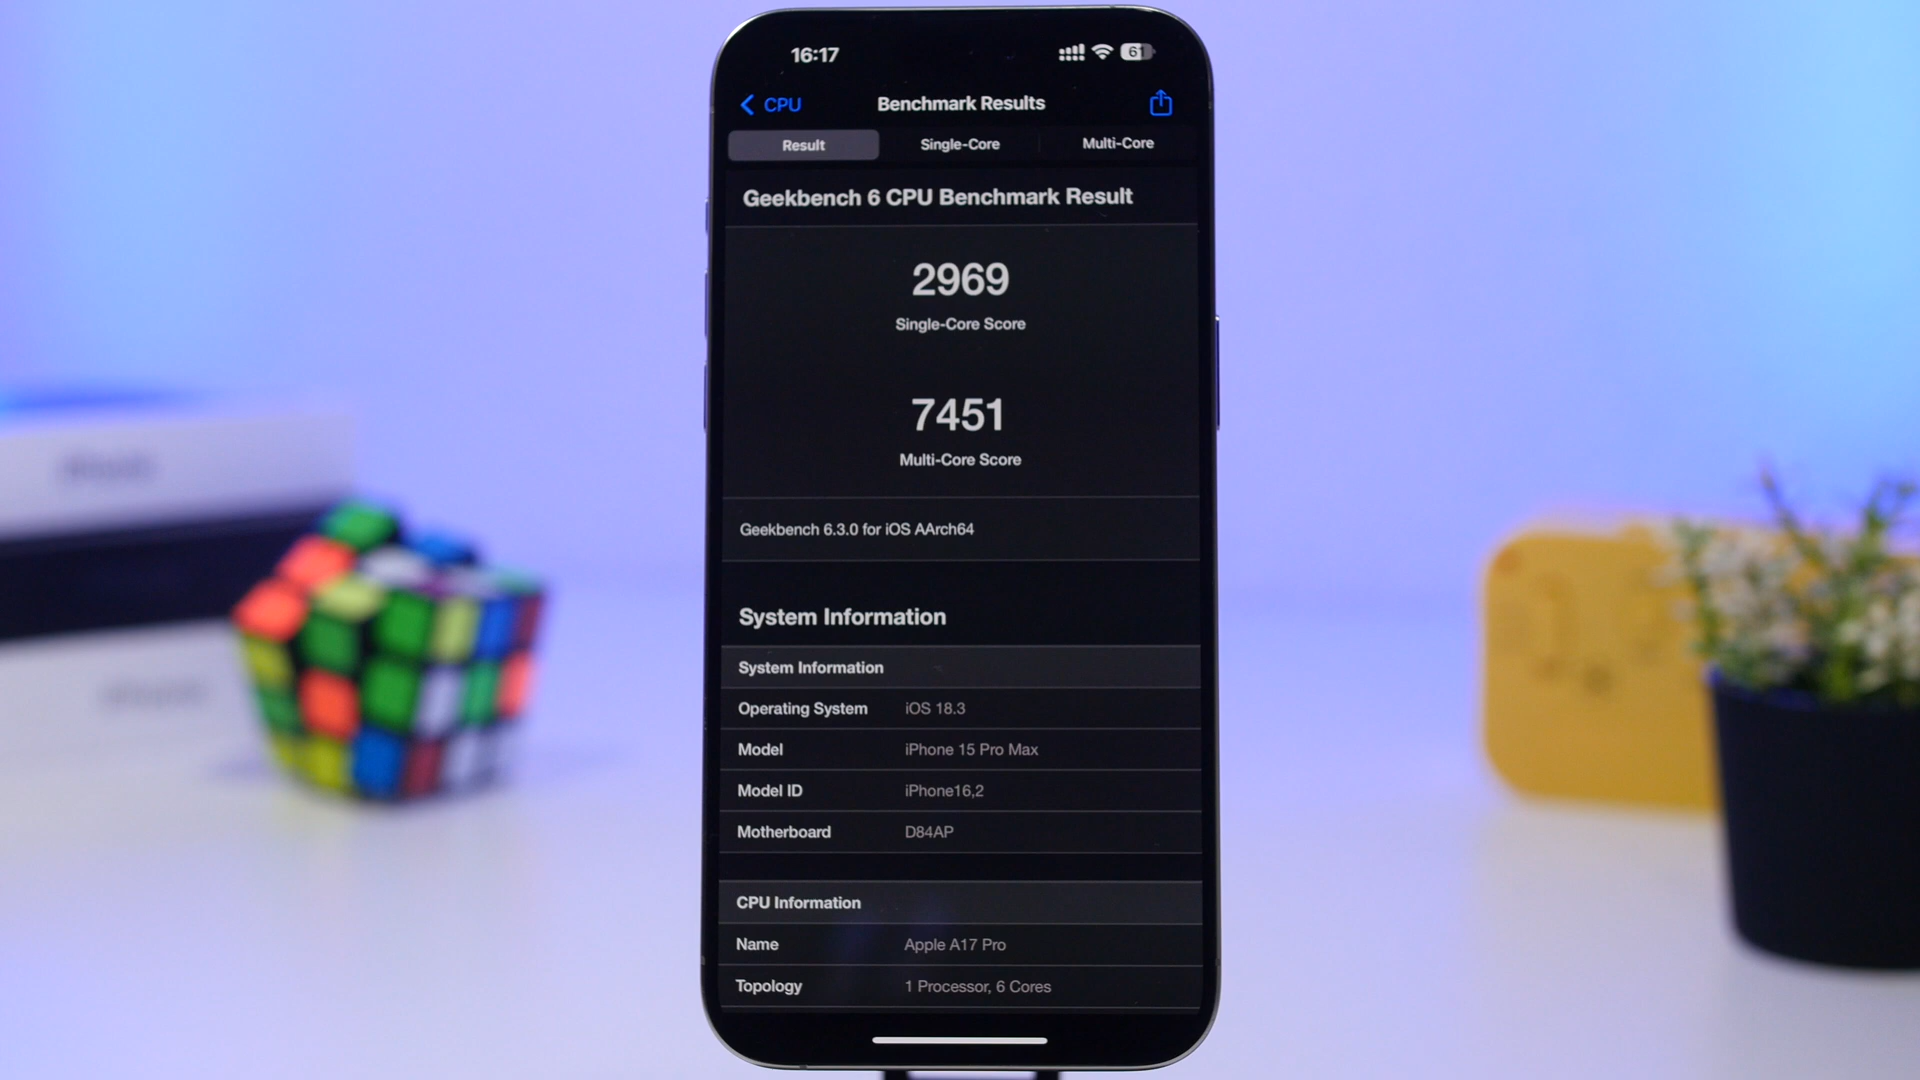 16:17
61
CPU
Benchmark Results
Result
Single-Core
Multi-Core
Geekbench 6 CPU Benchmark Result
2969
Single-Core Score
7451
Multi-Core Score
Geekbench 6.3.0 for iOS AArch64
System Information
System Information
Operating System iOS 18.3
Model iPhone 15 Pro Max
Model ID iPhone16,2
Motherboard D84AP
CPU Information
Name Apple A17 Pro
Topology 1 Processor, 6 Cores